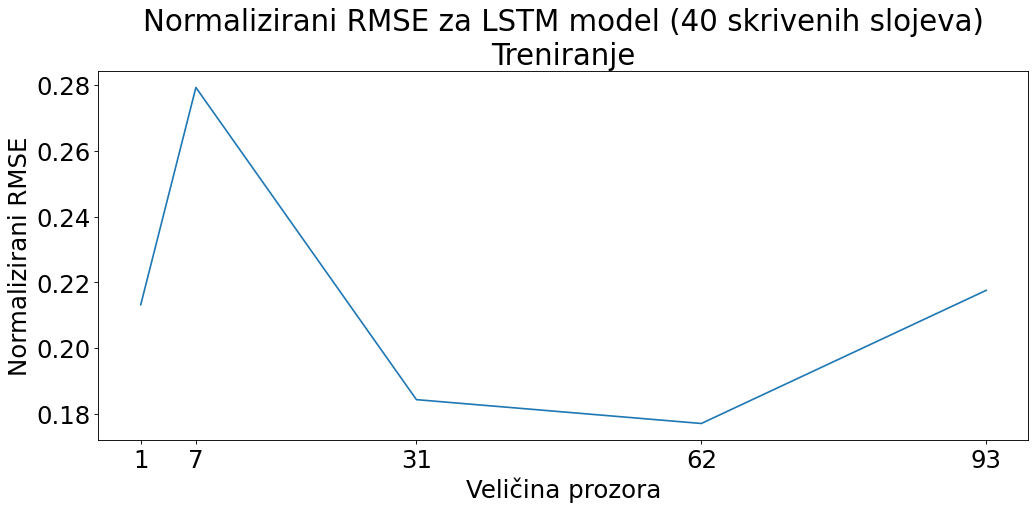 Normalizirani RMSE za LSTM model (40 skrivenih slojeva)
Treniranje
Normalizirani RMSE
0.28
0.26
0.24
0.22
0.20
0.18
1 7 31 62 93
Veličina prozora